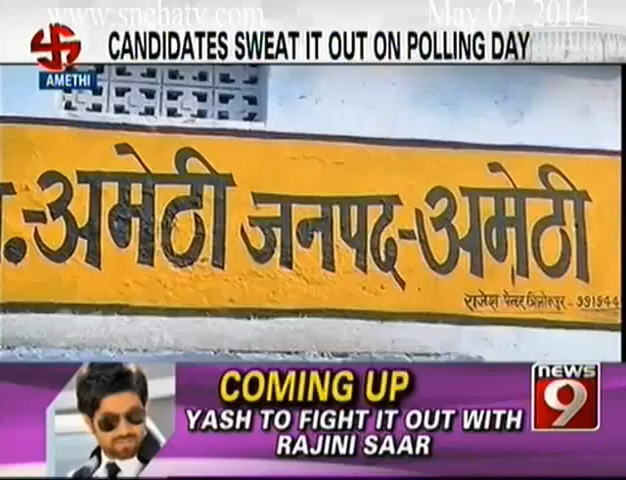 www.snehatv.com
May 07, 2014
CANDIDATES SWEAT IT OUT ON POLLING DAY
AMETHI
.-अमेठी जनपद-अमेठी
राजेश पेन्टर
COMING UP
YASH TO FIGHT IT OUT WITH
RAJINI SAAR
NEWS
9